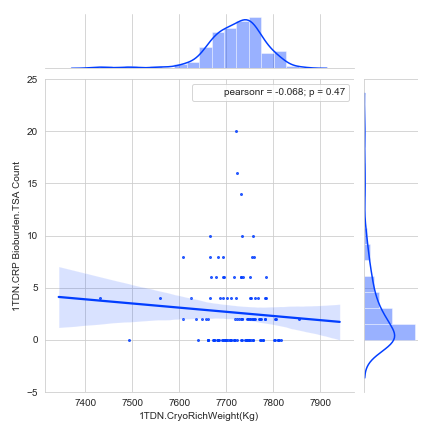 pearsonr = -0.068; p = 0.47
25
20
15
10
5
0
−5
1TDN.CRP Bioburden.TSA Count
7400 7500 7600 7700 7800 7900
1TDN.CryoRichWeight(Kg)